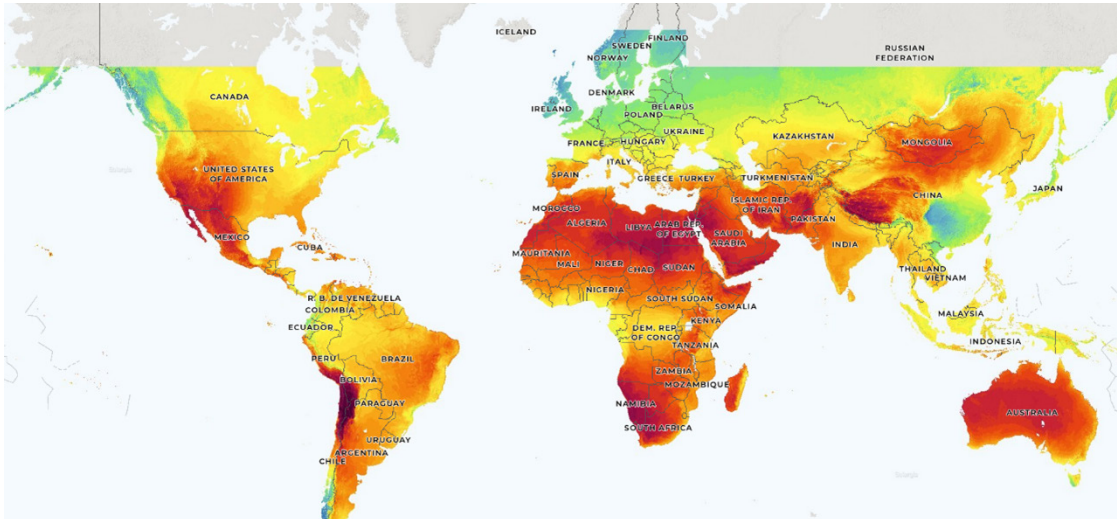 ICELAND
FINLAND
SWEDEN
NORWAY
RUSSIAN
FEDERATION
DENMARK
IRELAND
BELARUS
POLAND
CANADA
UKRAINE
KAZAKHSTAN
FRANCE
HUNGARY
MONGOLIA
ITALY
UNITED STATES
OF AMERICA
SPAIN
GREECE
TURKEY
TURKMENISTAN
CHINA
JAPAN
ISLAMIC REP.
OF IRAN
MOROCCO
PAKISTAN
ALGERIA
LIBYA
ARAB REP.
OF EGYPT
SAUDI
ARABIA
MEXICO
CUBA
INDIA
MAURITANIA
MALI
NIGER
CHAD
SUDAN
THAILAND
VIETNAM
NIGERIA
R. B. DE VENEZUELA
SOUTH SUDAN
SOMALIA
COLOMBIA
MALAYSIA
KENYA
ECUADOR
DEM. REP.
OF CONGO
INDONESIA
TANZANIA
PERU
BRAZIL
ZAMBIA
BOLIVIA
MOZAMBIQUE
PARAGUAY
NAMIBIA
AUSTRALIA
SOUTH AFRICA
URUGUAY
ARGENTINA
CHILE